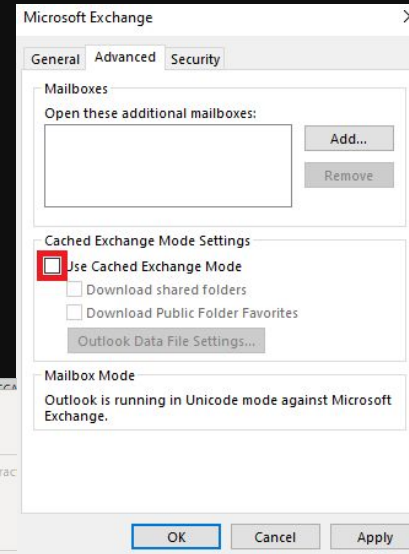 Microsoft Exchange
General Advanced Security
Mailboxes
Open these additional mailboxes:
Add...
Remove
Cached Exchange Mode Settings
Use Cached Exchange Mode
Download shared folders
Download Public Folder Favorites
Outlook Data File Settings...
Mailbox Mode
Outlook is running in Unicode mode against Microsoft
Exchange.
OK Cancel Apply